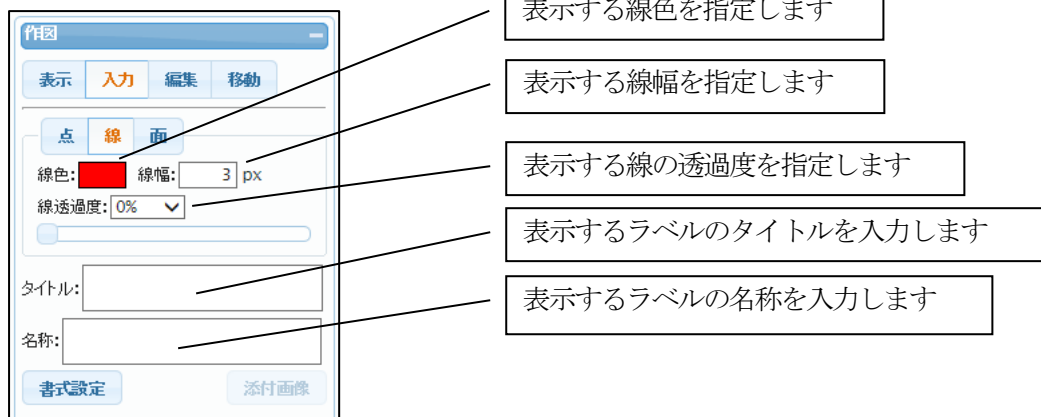 表示する線色を指定します
作図
表示 入力 編集 移動
表示する線幅を指定します
点 線 面
線色: 線幅: 3 px
表示する線の透過度を指定します
線透過度: 0%
表示するラベルのタイトルを入力します
タイトル:
表示するラベルの名称を入力します
名称:
書式設定 添付画像